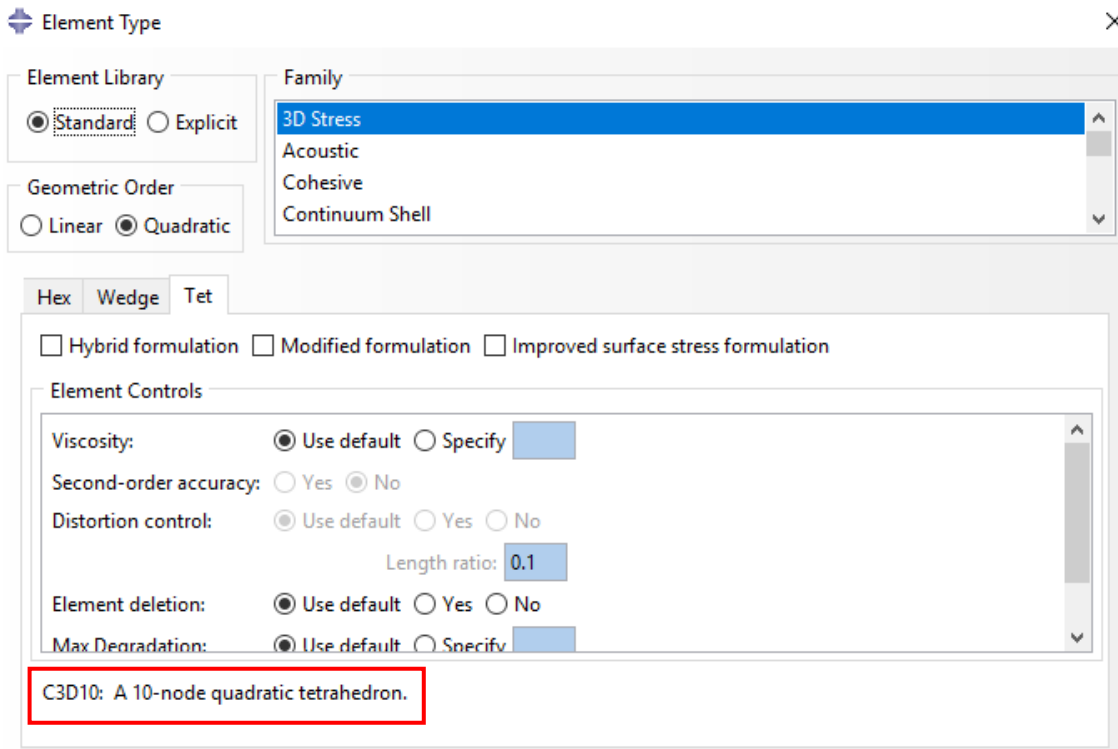 Element Type
Element Library
Standard Explicit
Family
3D Stress
Acoustic
Cohesive
Continuum Shell
Geometric Order
Linear Quadratic
Hex Wedge Tet
Hybrid formulation Modified formulation Improved surface stress formulation
Element Controls
Viscosity: Use default Specify
Second-order accuracy: Yes No
Distortion control: Use default Yes No
Length ratio: 0.1
Element deletion: Use default Yes No
Max Degradation: Use default Specify
C3D10: A 10-node quadratic tetrahedron.